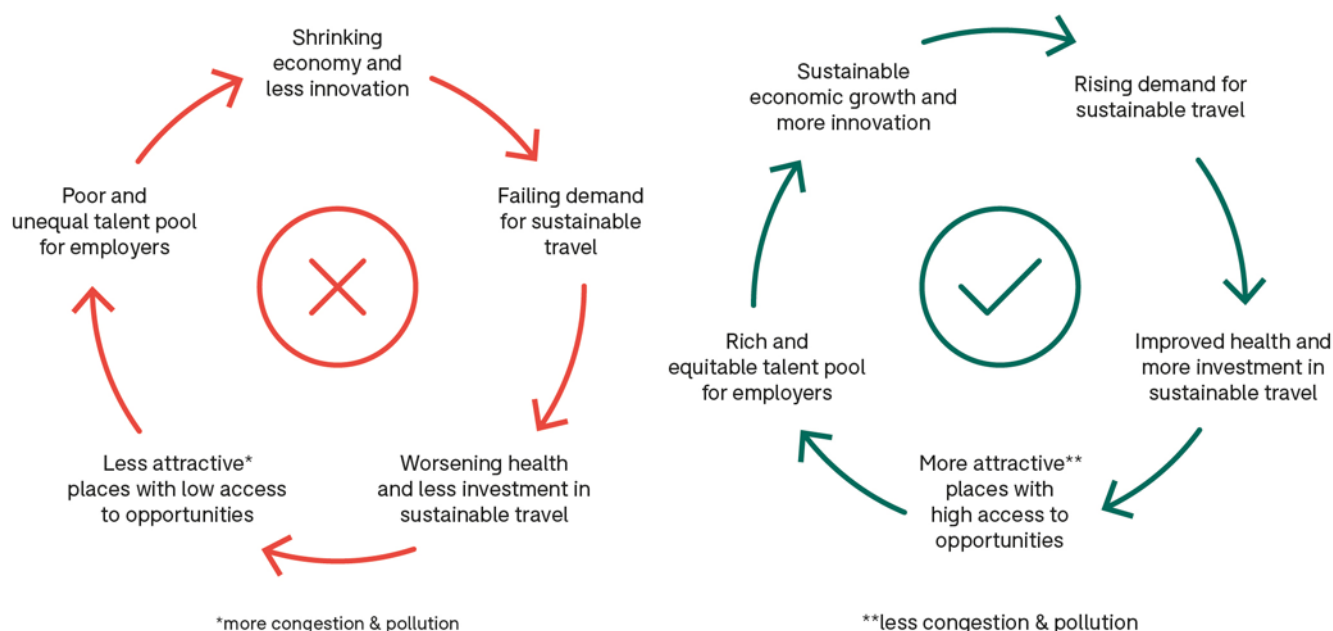 Shrinking
economy and
less innovation
Failing demand
for sustainable
travel
Worsening health
and less investment in
sustainable travel
Less attractive*
places with low access
to opportunities
Poor and
unequal talent pool
for employers
*more congestion & pollution
Sustainable
economic growth and
more innovation
Rising demand for
sustainable travel
Improved health and
more investment in
sustainable travel
More attractive**
places with
high access to
opportunities
Rich and
equitable talent pool
for employers
**less congestion & pollution